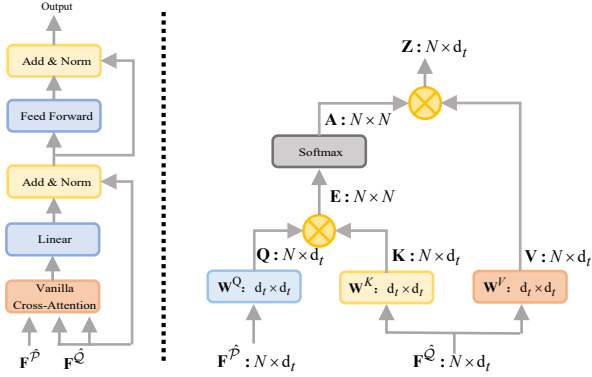 Output
Add & Norm
Feed Forward
Add & Norm
Linear
Vanilla
Cross-Attention
F^P̂ F^Q̂
Z : N × d_t
A : N × N
Softmax
E : N × N
Q : N × d_t
K : N × d_t
V : N × d_t
W^Q: d_t × d_t
W^K: d_t × d_t
W^V: d_t × d_t
F^P̂ : N × d_t
F^Q̂ : N × d_t